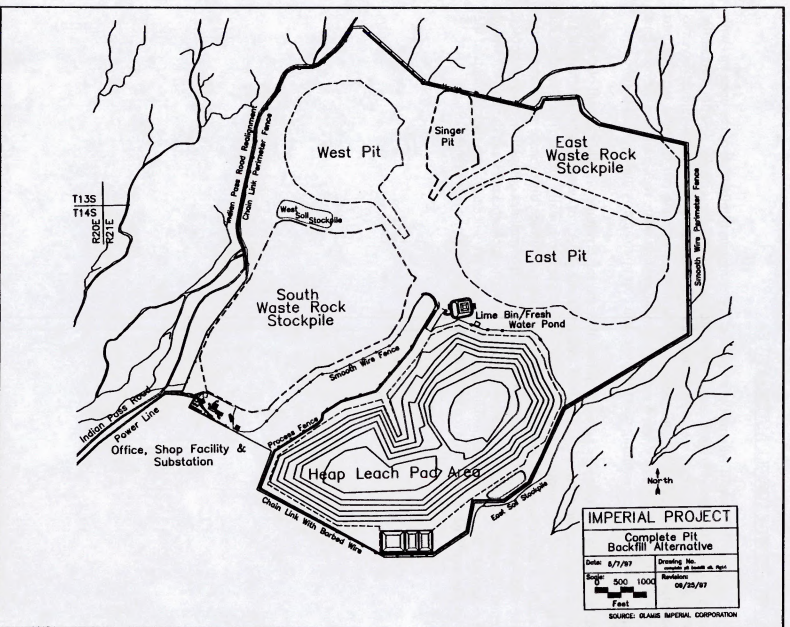 Indian Pass Road Realignment
Chain Link Perimeter Fence
West Pit
Singer
Pit
East
Waste Rock
Stockpile
T13S
T14S
R20E
R21E
West Soil Stockpile
Smooth Wire Perimeter Fence
East Pit
South
Waste Rock
Stockpile
Lime Bin/Fresh
Water Pond
Smooth Wire Fence
Indian Pass Road
Power Line
Process Fence
Office, Shop Facility &
Substation
Heap Leach Pad Area
East Soil Stockpile
Chain Link With Barbed Wire
North
IMPERIAL PROJECT
Complete Pit
Backfill Alternative
Date: 5/7/97
Drawing No.
Scale:
0 500 1000
Feet
Revision:
09/25/97
SOURCE: GLAMIS IMPERIAL CORPORATION